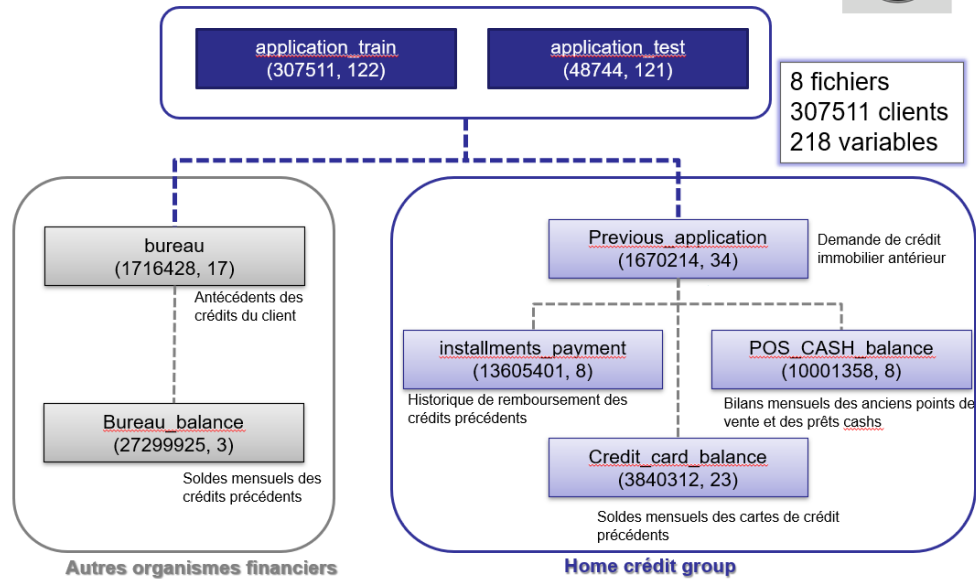 application_train
(307511, 122)
application_test
(48744, 121)
8 fichiers
307511 clients
218 variables
bureau
(1716428, 17)
Antécédents des
crédits du client
Bureau_balance
(27299925, 3)
Soldes mensuels des
crédits précédents
Autres organismes financiers
Previous_application
(1670214, 34)
Demande de crédit
immobilier antérieur
installments_payment
(13605401, 8)
Historique de remboursement des
crédits précédents
POS_CASH_balance
(10001358, 8)
Bilans mensuels des anciens points de
vente et des prêts cashs
Credit_card_balance
(3840312, 23)
Soldes mensuels des cartes de crédit
précédents
Home crédit group